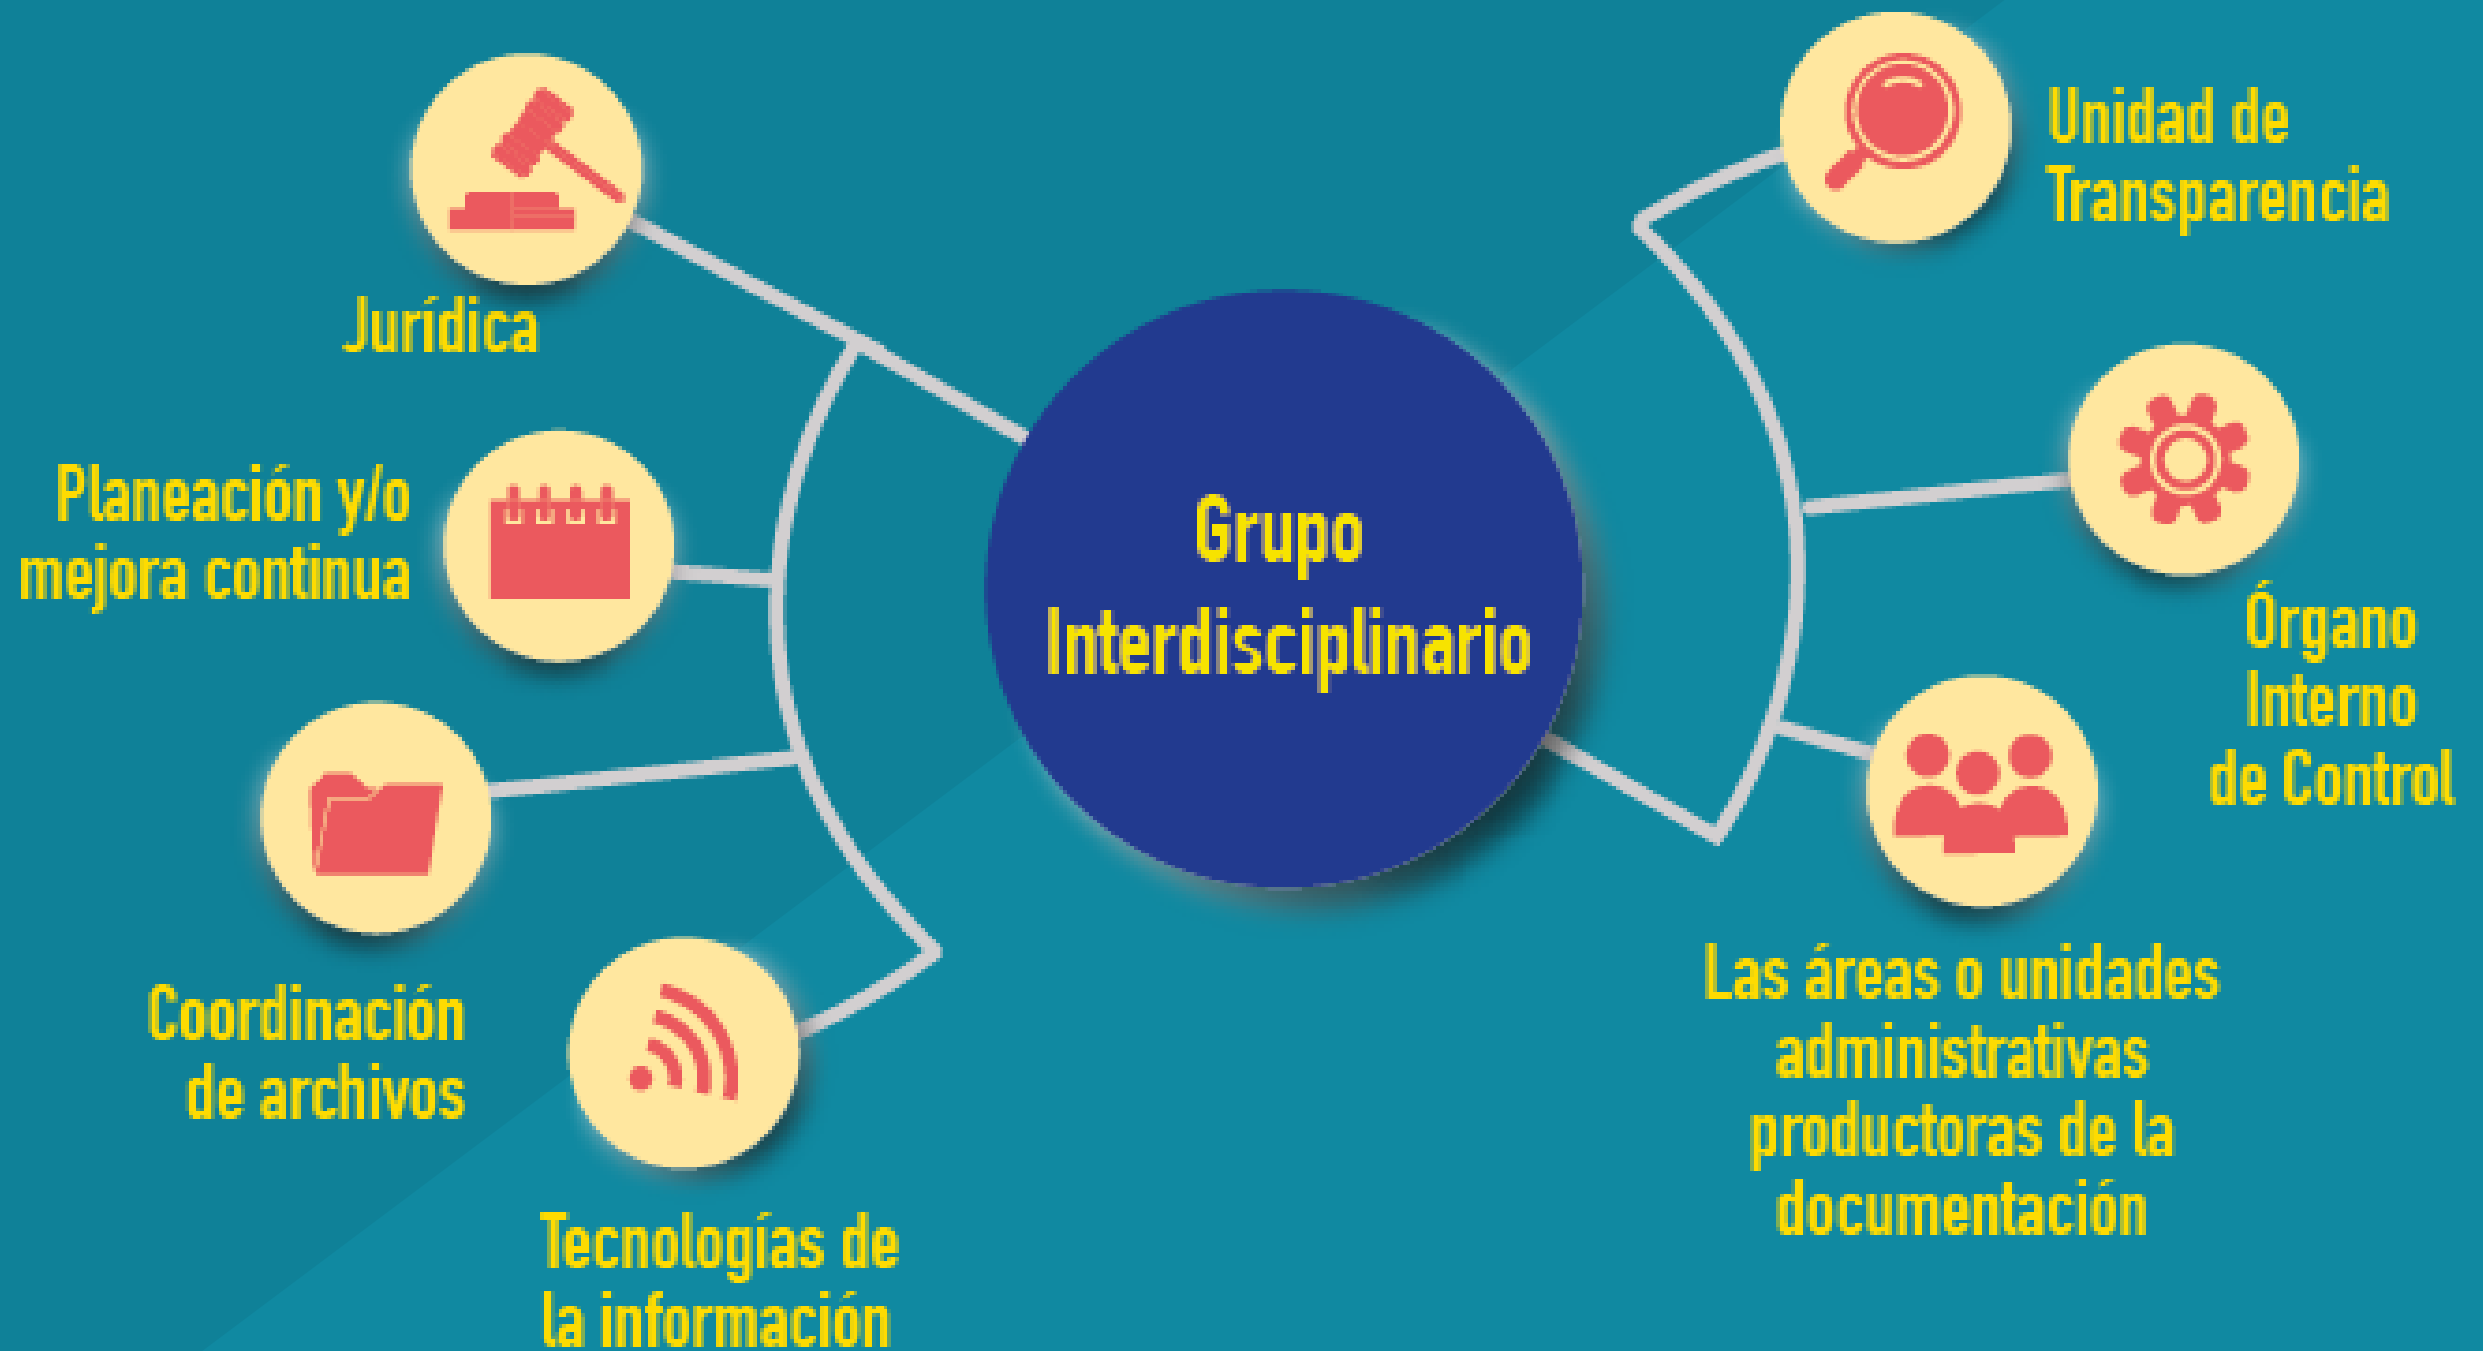 Jurídica
Planeación y/o
mejora continua
Coordinación
de archivos
Tecnologías de
la información
Grupo
Interdisciplinario
Unidad de
Transparencia
Órgano
Interno
de Control
Las áreas o unidades
administrativas
productoras de la
documentación